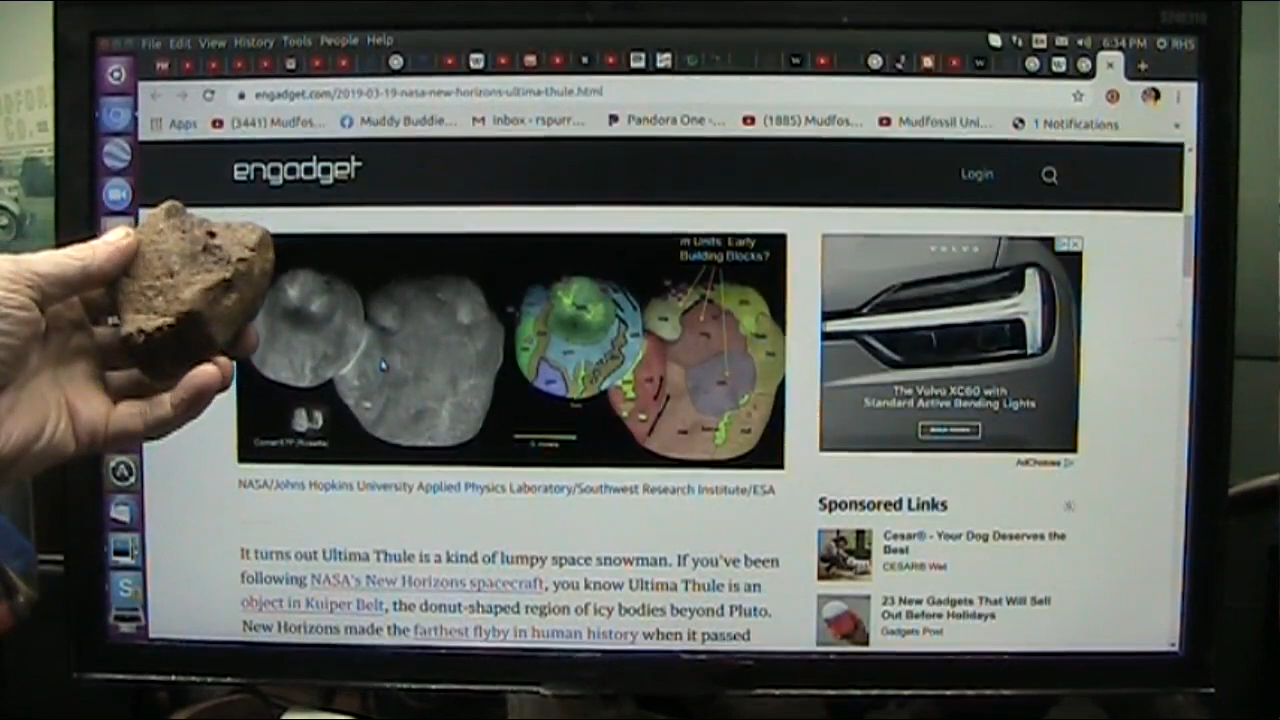 File Edit View History Tools People Help
6:34 PM RHS
engadget.com/2019-03-19-nasa-new-horizons-ultima-thule.html
Apps (3441) Mudfos... Muddy Buddie... Inbox - rspurr... Pandora One -... (1885) Mudfos... Mudfossil Uni... 1 Notifications
engadget
Login
m Units: Early
Building Blocks?
NASA/Johns Hopkins University Applied Physics Laboratory/Southwest Research Institute/ESA
It turns out Ultima Thule is a kind of lumpy space snowman. If you've been
following NASA's New Horizons spacecraft, you know Ultima Thule is an
object in Kuiper Belt, the donut-shaped region of icy bodies beyond Pluto.
New Horizons made the farthest flyby in human history when it passed
VOLVO
The Volvo XC60 with
Standard Active Bending Lights
AdChoices
Sponsored Links
Cesar® - Your Dog Deserves the
Best
CESAR® Wet
23 New Gadgets That Will Sell
Out Before Holidays
Gadgets Post